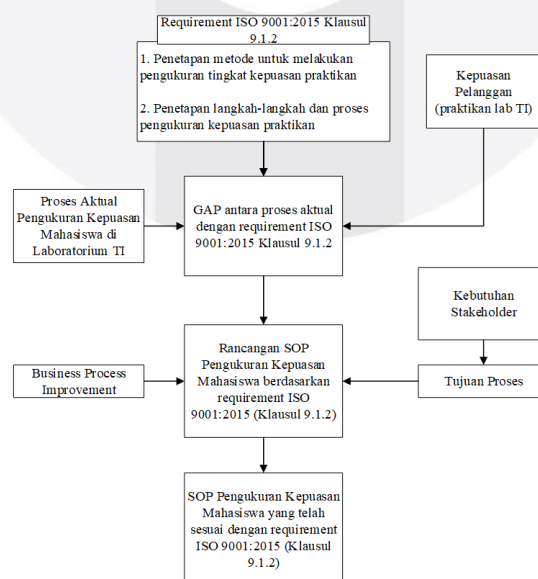 Requirement ISO 9001:2015 Klausul
9.1.2
1. Penetapan metode untuk melakukan
pengukuran tingkat kepuasan praktikan
2. Penetapan langkah-langkah dan proses
pengukuran kepuasan praktikan
Kepuasan
Pelanggan
(praktikan lab TI)
Proses Aktual
Pengukuran Kepuasan
Mahasiswa di
Laboratorium TI
GAP antara proses aktual
dengan requirement ISO
9001:2015 Klausul 9.1.2
Kebutuhan
Stakeholder
Business Process
Improvement
Rancangan SOP
Pengukuran Kepuasan
Mahasiswa berdasarkan
requirement ISO
9001:2015 (Klausul 9.1.2)
Tujuan Proses
SOP Pengukuran Kepuasan
Mahasiswa yang telah
sesuai dengan requirement
ISO 9001:2015 (Klausul
9.1.2)